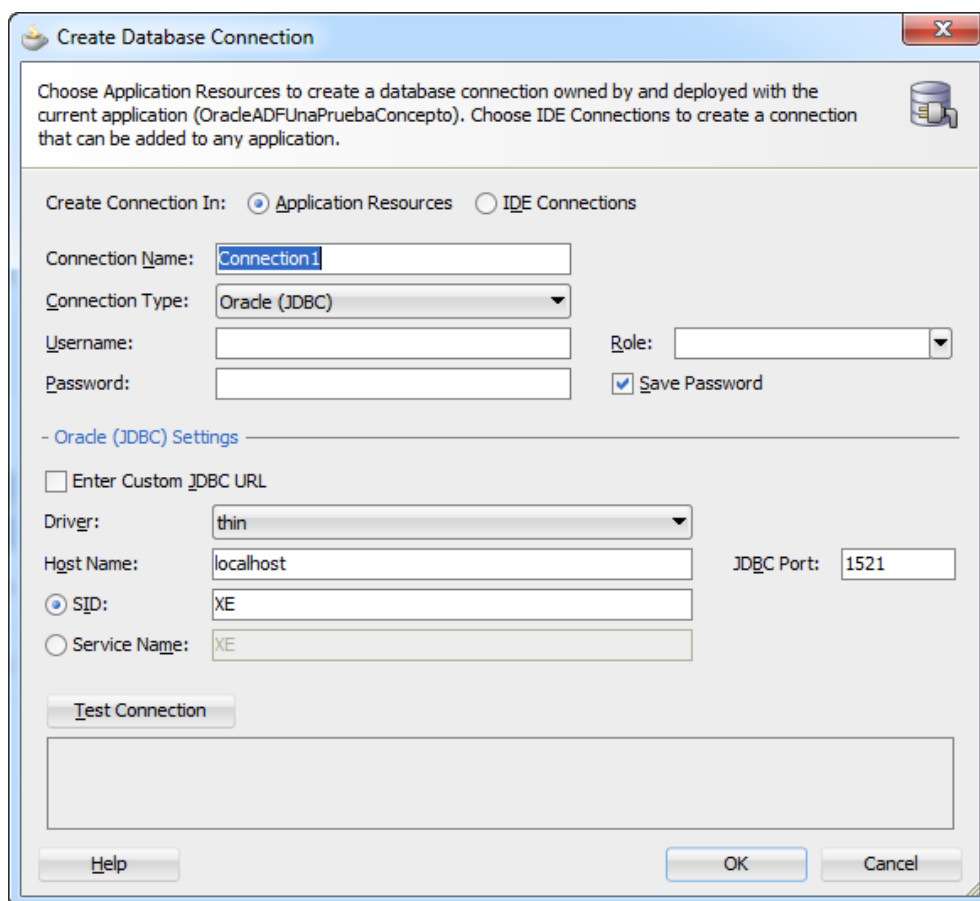 Create Database Connection
Choose Application Resources to create a database connection owned by and deployed with the
current application (OracleADFUnaPruebaConcepto). Choose IDE Connections to create a connection
that can be added to any application.
Create Connection In: Application Resources IDE Connections
Connection Name: Connection1
Connection Type: Oracle (JDBC)
Username: Role:
Password: Save Password
Oracle (JDBC) Settings
Enter Custom JDBC URL
Driver: thin
Host Name: localhost JDBC Port: 1521
SID: XE
Service Name: XE
Test Connection
Help OK Cancel